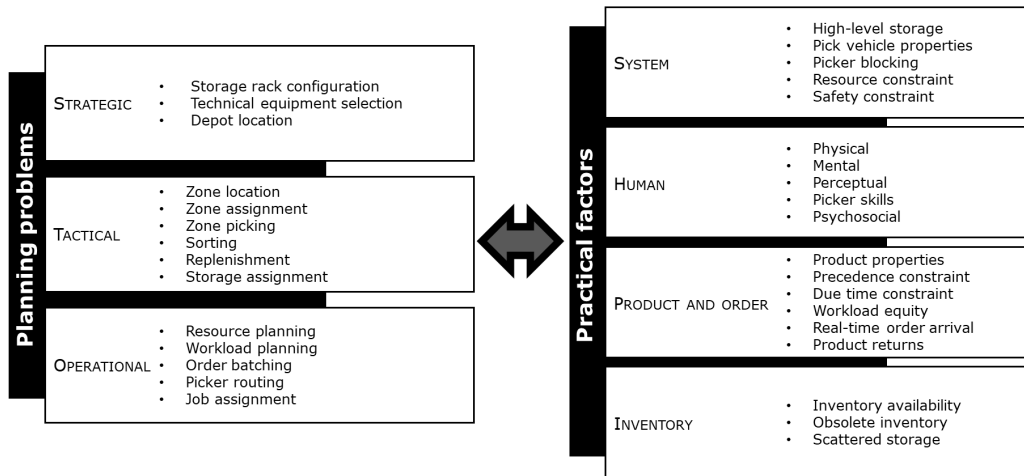 Planning problems
STRATEGIC
• Storage rack configuration
• Technical equipment selection
• Depot location
TACTICAL
• Zone location
• Zone assignment
• Zone picking
• Sorting
• Replenishment
• Storage assignment
OPERATIONAL
• Resource planning
• Workload planning
• Order batching
• Picker routing
• Job assignment
Practical factors
SYSTEM
• High-level storage
• Pick vehicle properties
• Picker blocking
• Resource constraint
• Safety constraint
HUMAN
• Physical
• Mental
• Perceptual
• Picker skills
• Psychosocial
PRODUCT AND ORDER
• Product properties
• Precedence constraint
• Due time constraint
• Workload equity
• Real-time order arrival
• Product returns
INVENTORY
• Inventory availability
• Obsolete inventory
• Scattered storage